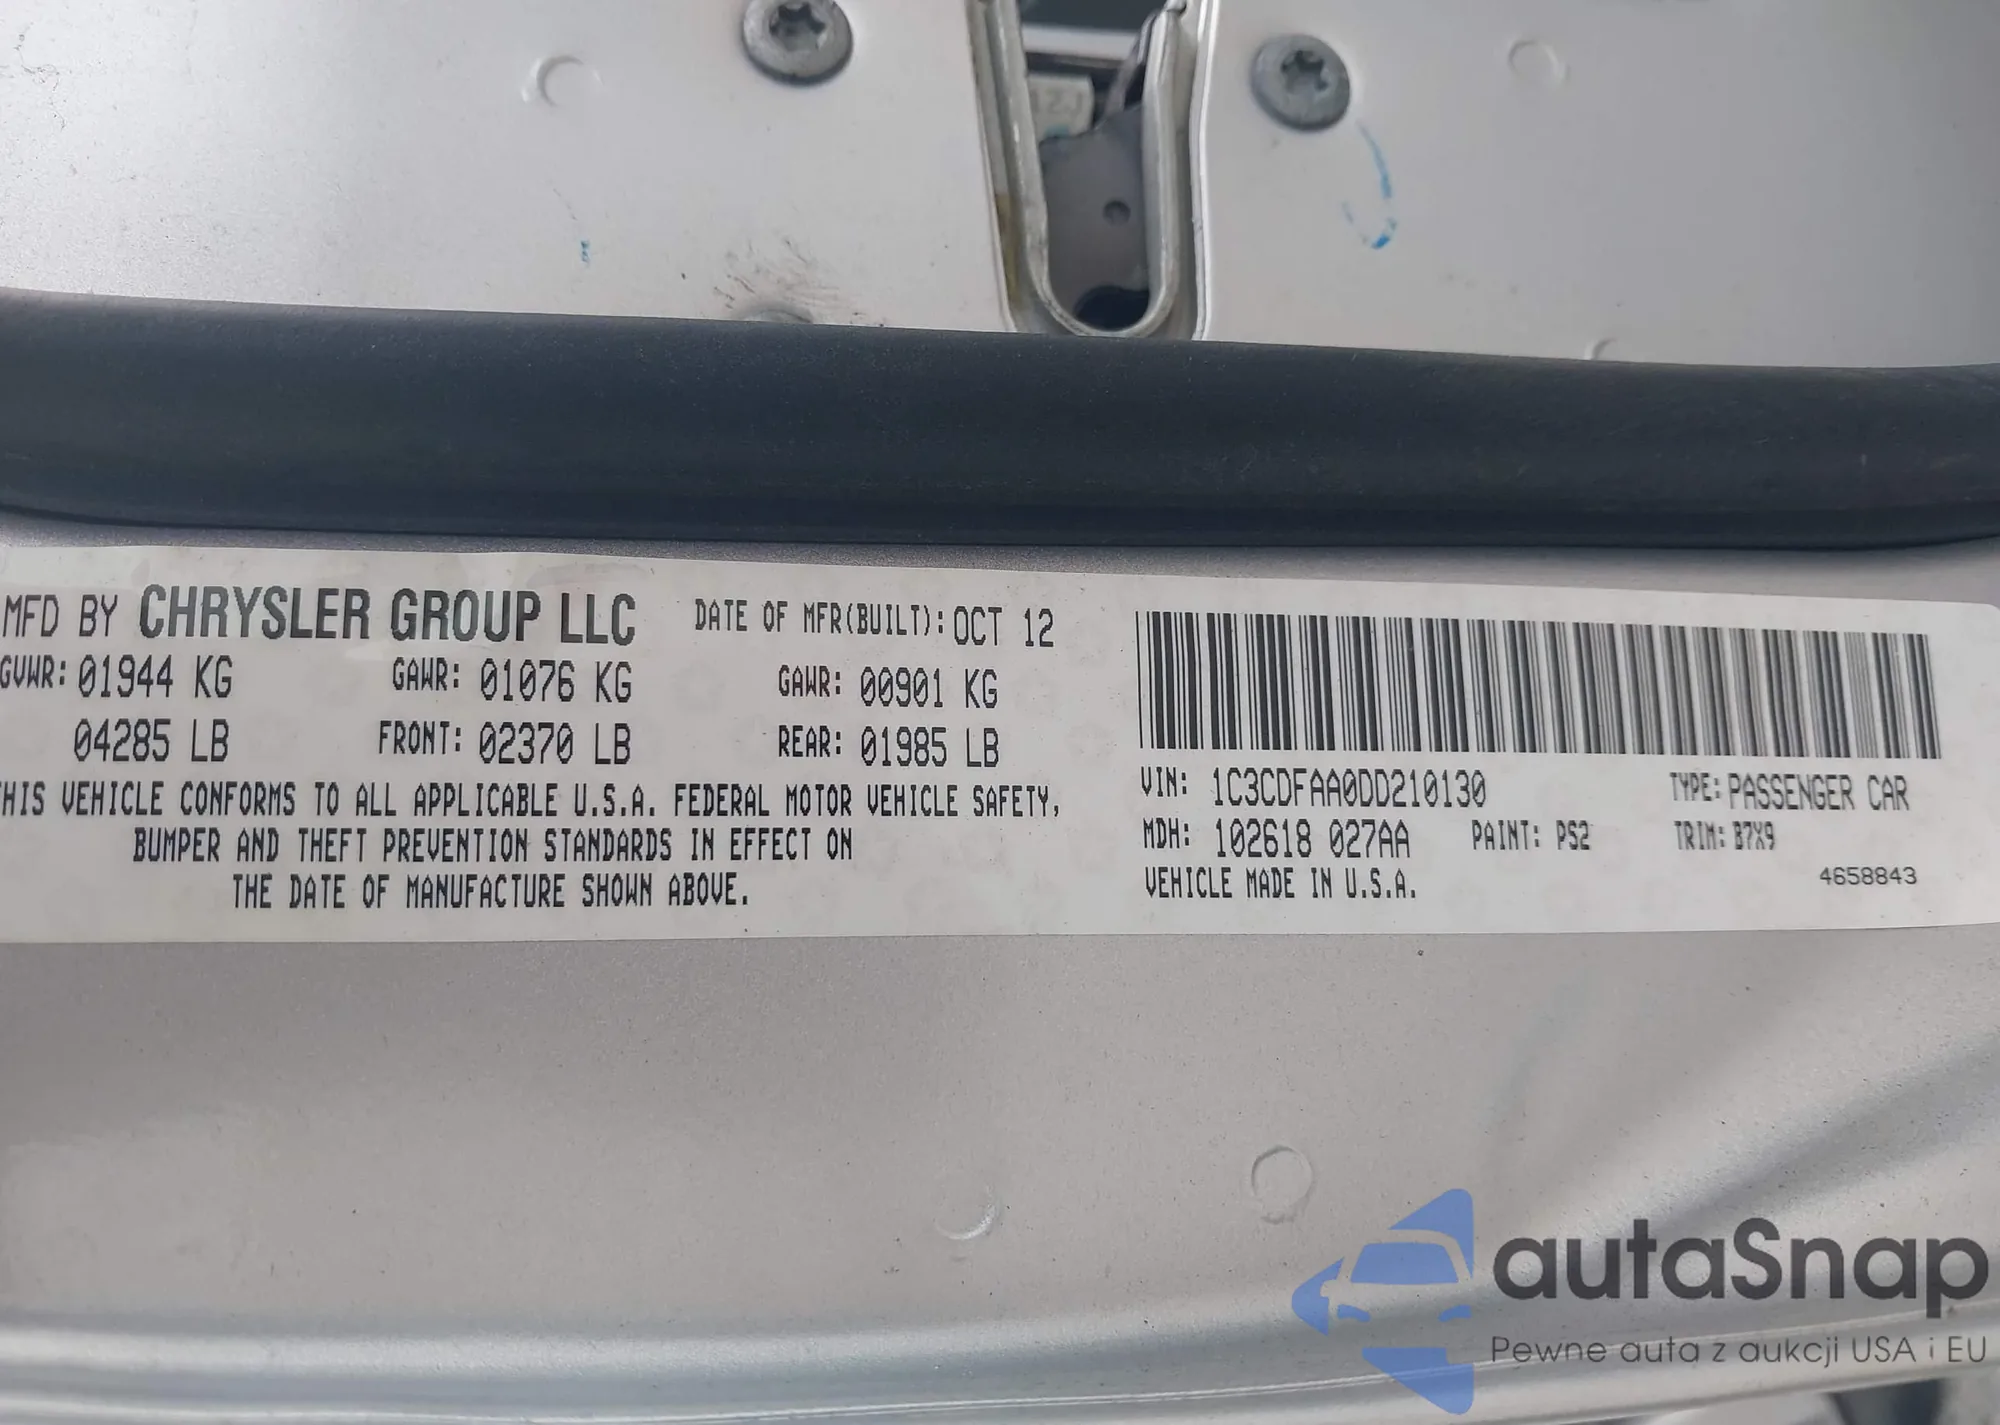 1ZJ
MFD BY CHRYSLER GROUP LLC DATE OF MFR(BUILT): OCT 12
GVWR: 01944 KG GAWR: 01076 KG GAWR: 00901 KG
04285 LB FRONT: 02370 LB REAR: 01985 LB
HIS VEHICLE CONFORMS TO ALL APPLICABLE U.S.A. FEDERAL MOTOR VEHICLE SAFETY,
BUMPER AND THEFT PREVENTION STANDARDS IN EFFECT ON
THE DATE OF MANUFACTURE SHOWN ABOVE.
VIN: 1C3CDFAA0DD210130 TYPE: PASSENGER CAR
MDH: 102618 027AA PAINT: PS2 TRIM: B7X9
VEHICLE MADE IN U.S.A. 4658843
autaSnap
Pewne auta z aukcji USA i EU